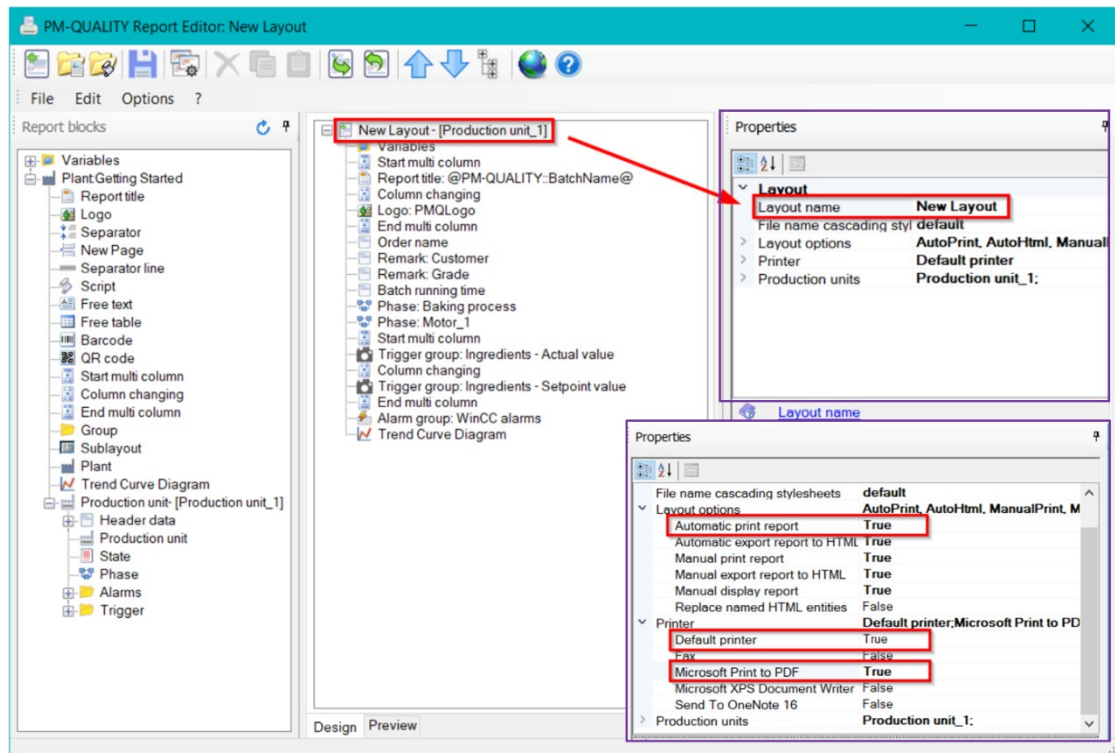 PM-QUALITY Report Editor: New Layout
File Edit Options ?
Report blocks
Variables
Plant:Getting Started
Report title
Logo
Separator
New Page
Separator line
Script
Free text
Free table
Barcode
QR code
Start multi column
Column changing
End multi column
Group
Sublayout
Plant
Trend Curve Diagram
Production unit- [Production unit_1]
Header data
Production unit
State
Phase
Alarms
Trigger
New Layout - [Production unit_1]
Variables
Start multi column
Report title: @PM-QUALITY::BatchName@
Column changing
Logo: PMQLogo
End multi column
Order name
Remark: Customer
Remark: Grade
Batch running time
Phase: Baking process
Phase: Motor_1
Start multi column
Trigger group: Ingredients - Actual value
Column changing
Trigger group: Ingredients - Setpoint value
End multi column
Alarm group: WinCC alarms
Trend Curve Diagram
Design Preview
Properties
Layout
Layout name New Layout
File name cascading styl default
Layout options AutoPrint, AutoHtml, Manuall
Printer Default printer
Production units Production unit_1;
Layout name
Properties
File name cascading stylesheets default
Layout options AutoPrint, AutoHtml, ManualPrint, M
Automatic print report True
Automatic export report to HTML True
Manual print report True
Manual export report to HTML True
Manual display report True
Replace named HTML entities False
Printer Default printer;Microsoft Print to PD
Default printer True
Fax False
Microsoft Print to PDF True
Microsoft XPS Document Writer False
Send To OneNote 16 False
Production units Production unit_1;